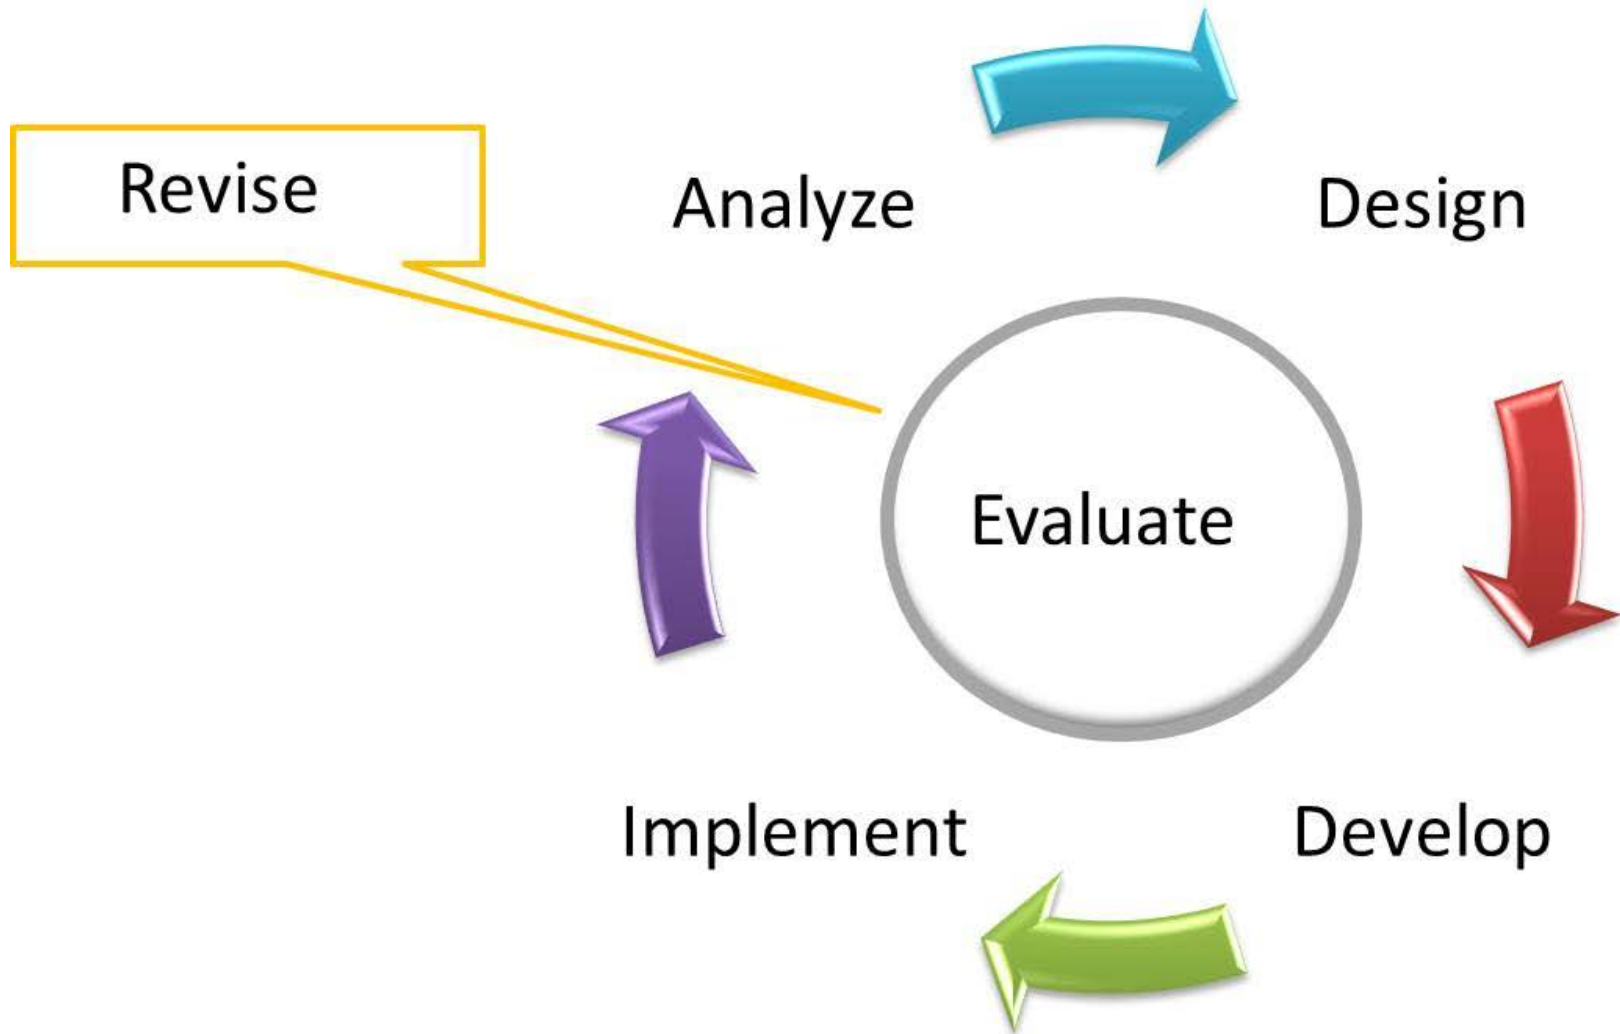 Revise
Analyze
Design
Evaluate
Implement
Develop